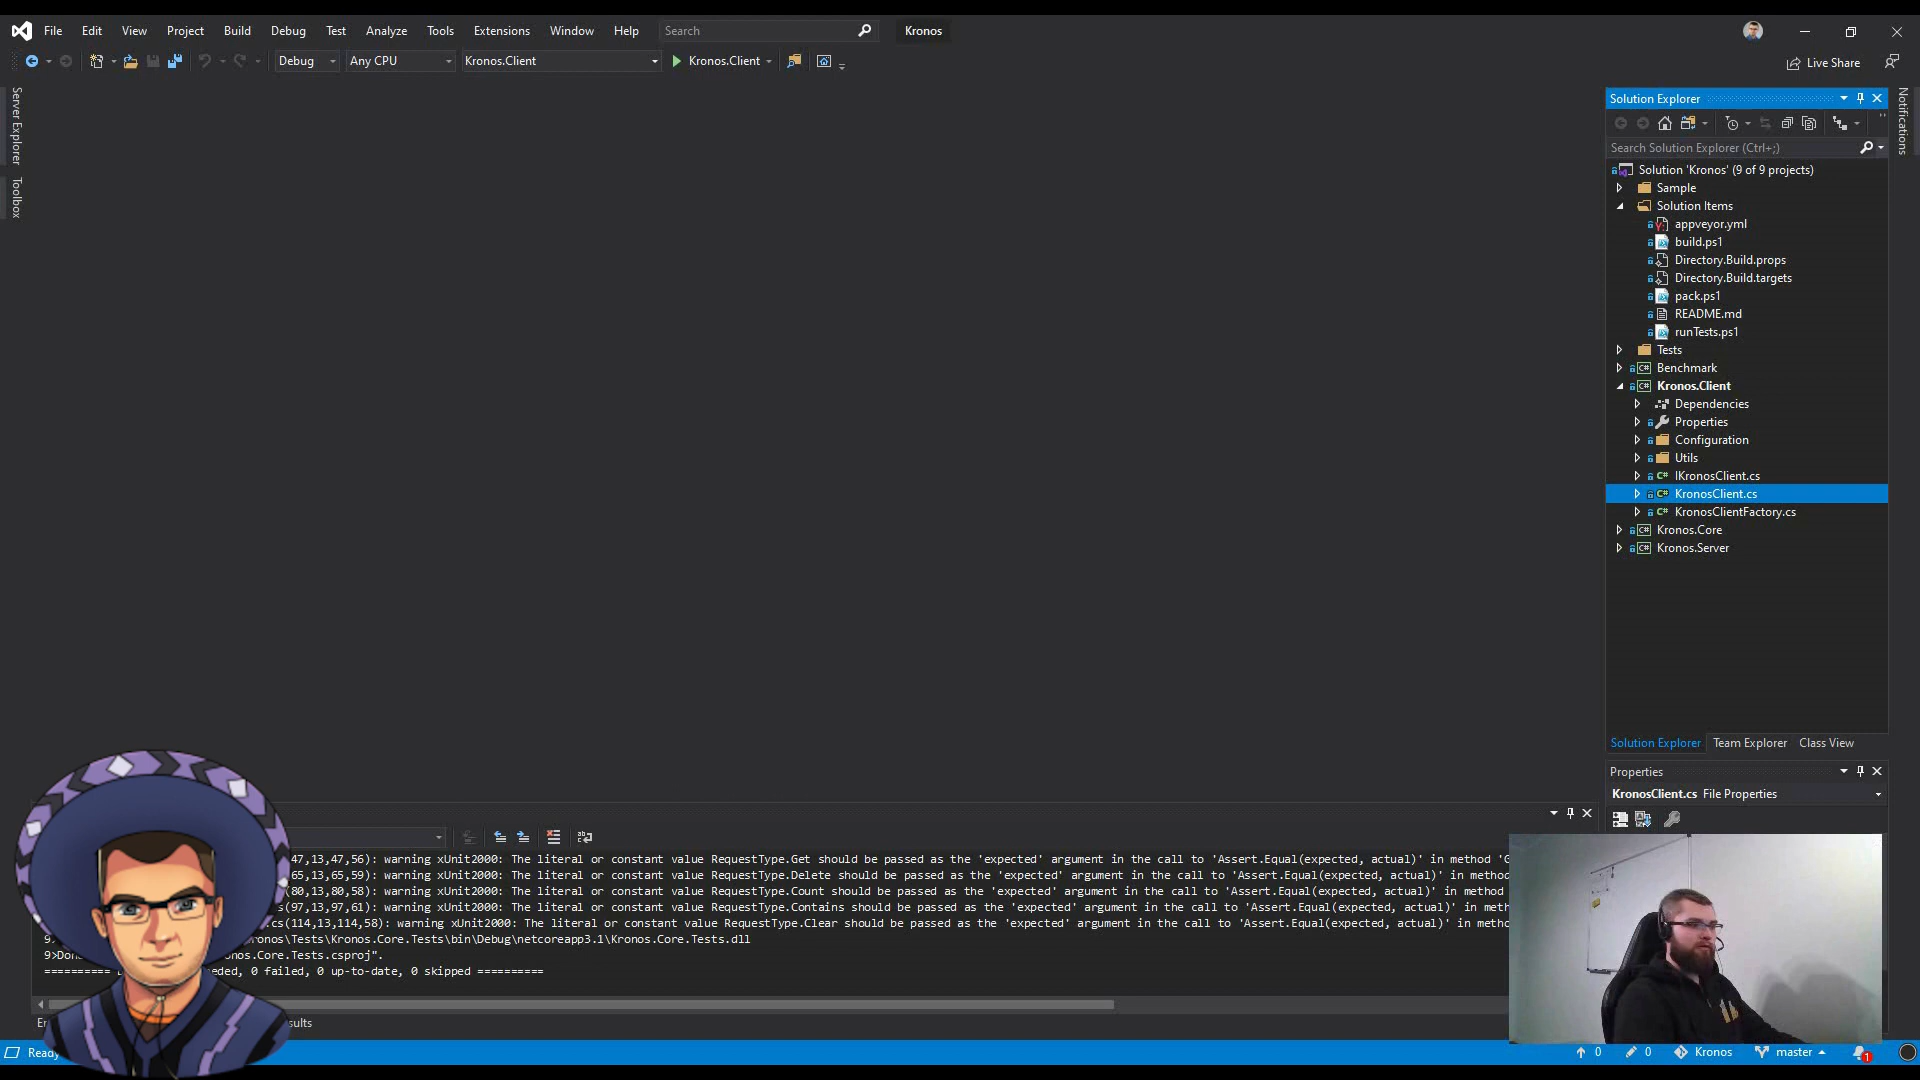 File Edit View Project Build Debug Test Analyze Tools Extensions Window Help Search Kronos
Debug Any CPU Kronos.Client Kronos.Client Live Share
Server Explorer
Toolbox
Notifications
Solution Explorer
Search Solution Explorer (Ctrl+;)
Solution 'Kronos' (9 of 9 projects)
Sample
Solution Items
appveyor.yml
build.ps1
Directory.Build.props
Directory.Build.targets
pack.ps1
README.md
runTests.ps1
Tests
Benchmark
Kronos.Client
Dependencies
Properties
Configuration
Utils
IKronosClient.cs
KronosClient.cs
KronosClientFactory.cs
Kronos.Core
Kronos.Server
Solution Explorer Team Explorer Class View
Properties
KronosClient.cs File Properties
47,13,47,56): warning xUnit2000: The literal or constant value RequestType.Get should be passed as the 'expected' argument in the call to 'Assert.Equal(expected, actual)' in method 'G
65,13,65,59): warning xUnit2000: The literal or constant value RequestType.Delete should be passed as the 'expected' argument in the call to 'Assert.Equal(expected, actual)' in method
(80,13,80,58): warning xUnit2000: The literal or constant value RequestType.Count should be passed as the 'expected' argument in the call to 'Assert.Equal(expected, actual)' in method
s(97,13,97,61): warning xUnit2000: The literal or constant value RequestType.Contains should be passed as the 'expected' argument in the call to 'Assert.Equal(expected, actual)' in meth
.cs(114,13,114,58): warning xUnit2000: The literal or constant value RequestType.Clear should be passed as the 'expected' argument in the call to 'Assert.Equal(expected, actual)' in metho
9> ronos\Tests\Kronos.Core.Tests\bin\Debug\netcoreapp3.1\Kronos.Core.Tests.dll
9>Don onos.Core.Tests.csproj".
========== eded, 0 failed, 0 up-to-date, 0 skipped ==========
sults
Ready 0 0 Kronos master 1